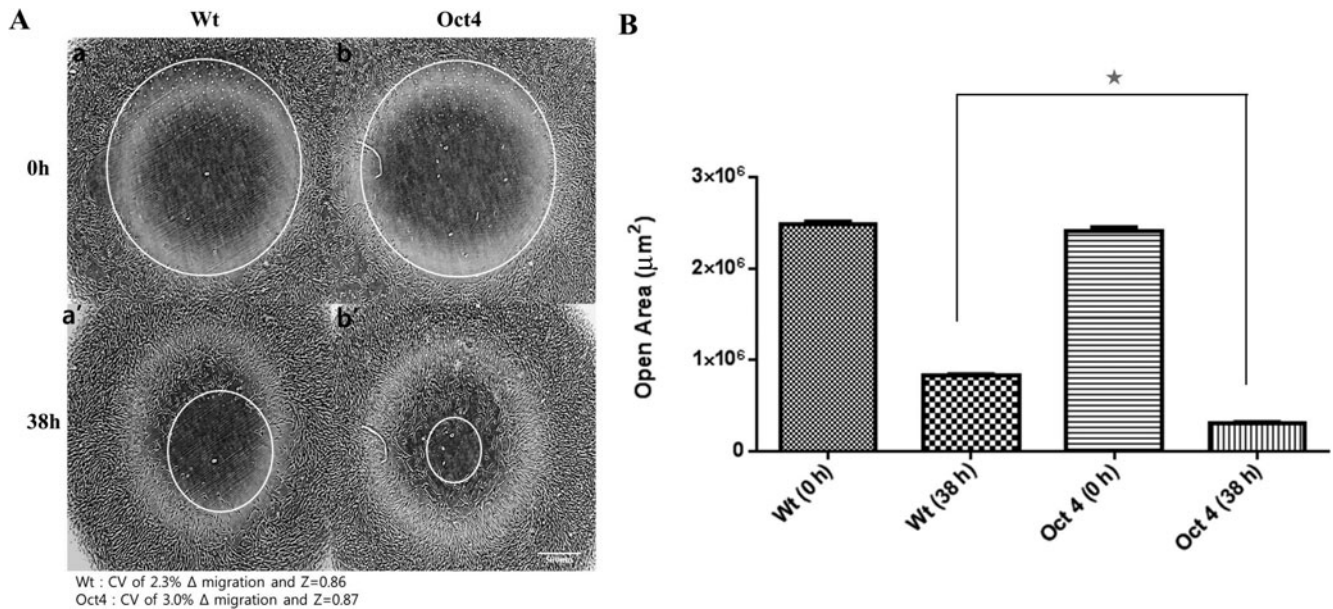 A
Wt
Oct4
a
b
0h
a′
b′
38h
Wt : CV of 2.3% Δ migration and Z=0.86
Oct4 : CV of 3.0% Δ migration and Z=0.87
B
★
Open Area (μm²)
3×10⁶
2×10⁶
1×10⁶
0
Wt (0 h)
Wt (38 h)
Oct 4 (0 h)
Oct 4 (38 h)